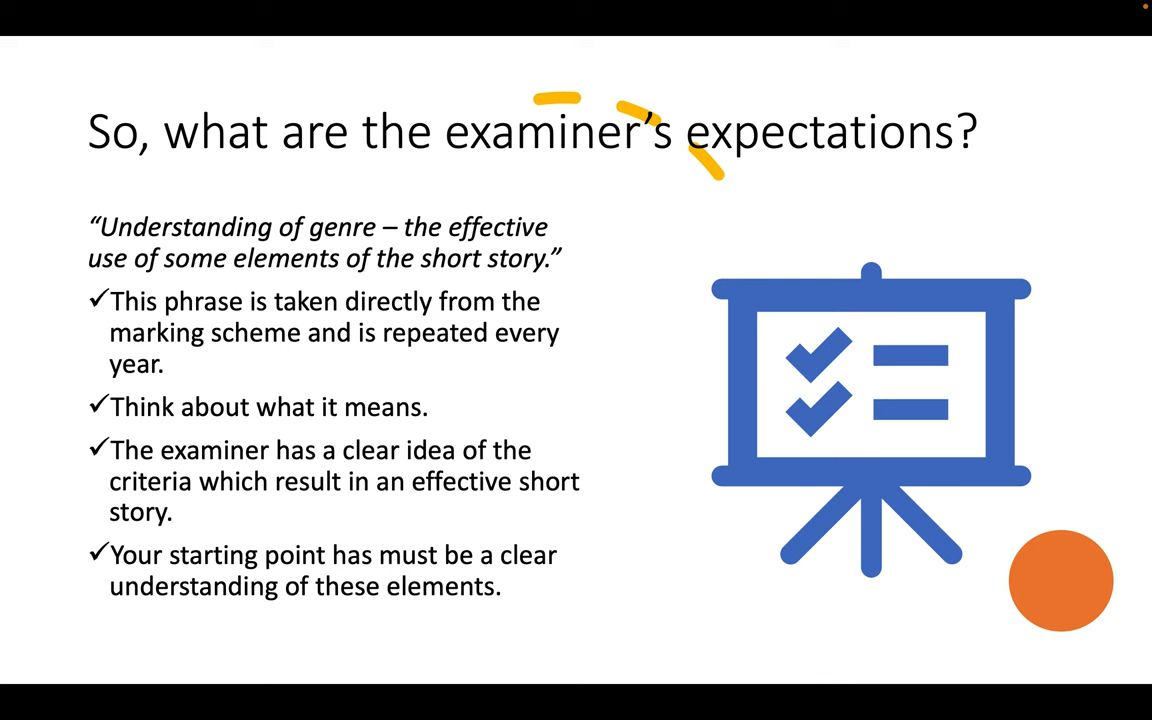 So, what are the examiner’s expectations?
“Understanding of genre – the effective
use of some elements of the short story.”
✓This phrase is taken directly from the
marking scheme and is repeated every
year.
✓Think about what it means.
✓The examiner has a clear idea of the
criteria which result in an effective short
story.
✓Your starting point has must be a clear
understanding of these elements.